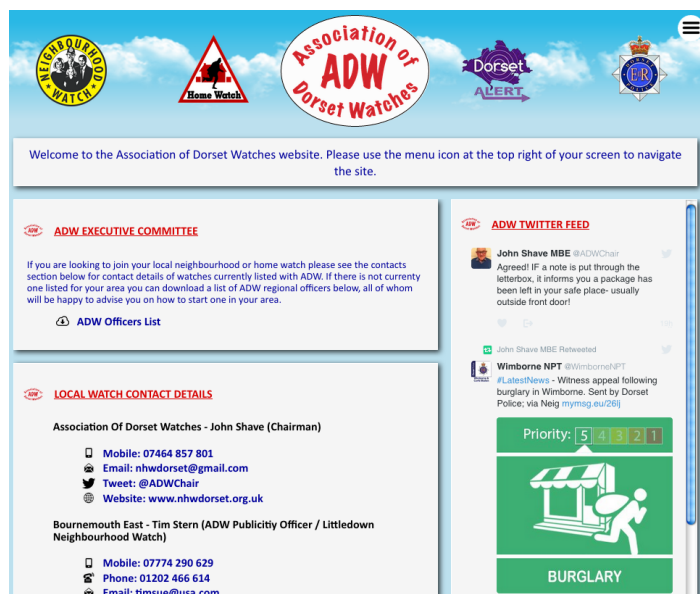 NEIGHBOURHOOD
WATCH
Home Watch
Association of
ADW
Dorset Watches
Dorset
ALERT
Welcome to the Association of Dorset Watches website. Please use the menu icon at the top right of your screen to navigate
the site.
ADW EXECUTIVE COMMITTEE
If you are looking to join your local neighbourhood or home watch please see the contacts
section below for contact details of watches currently listed with ADW. If there is not currenty
one listed for your area you can download a list of ADW regional officers below, all of whom
will be happy to advise you on how to start one in your area.
ADW Officers List
LOCAL WATCH CONTACT DETAILS
Association Of Dorset Watches - John Shave (Chairman)
Mobile: 07464 857 801
Email: nhwdorset@gmail.com
Tweet: @ADWChair
Website: www.nhwdorset.org.uk
Bournemouth East - Tim Stern (ADW Publicitiy Officer / Littledown
Neighbourhood Watch)
Mobile: 07774 290 629
Phone: 01202 466 614
Email: timsue@usa.com
ADW TWITTER FEED
John Shave MBE @ADWChair
Agreed! IF a note is put through the
letterbox, it informs you a package has
been left in your safe place- usually
outside front door!
John Shave MBE Retweeted
Wimborne NPT @WimborneNPT
#LatestNews - Witness appeal following
burglary in Wimborne. Sent by Dorset
Police; via Neig mymsg.eu/26lj
Priority: 5 4 3 2 1
BURGLARY